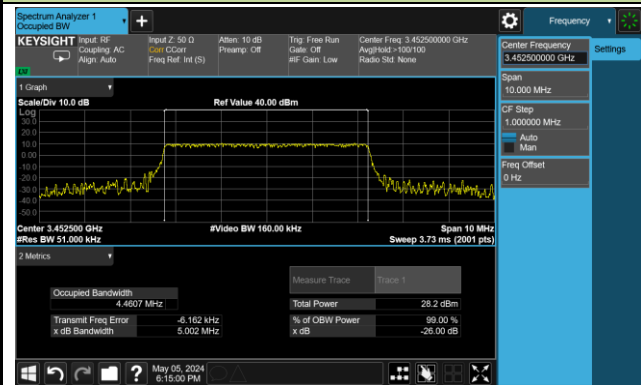 Spectrum Analyzer 1
Occupied BW
Frequency
KEYSIGHT
Input: RF
Coupling: AC
Align: Auto
Input Z: 50 Ω
Corr CCorr
Freq Ref: Int (S)
Atten: 10 dB
Preamp: Off
Trig: Free Run
Gate: Off
#IF Gain: Low
Center Freq: 3.452500000 GHz
Avg|Hold:>100/100
Radio Std: None
Center Frequency
3.452500000 GHz
Settings
Span
10.000 MHz
CF Step
1.000000 MHz
Auto
Man
Freq Offset
0 Hz
1 Graph
Scale/Div 10.0 dB
Ref Value 40.00 dBm
Log
30.0
20.0
10.0
0.00
-10.0
-20.0
-30.0
-40.0
-50.0
Center 3.452500 GHz
#Video BW 160.00 kHz
Span 10 MHz
#Res BW 51.000 kHz
Sweep 3.73 ms (2001 pts)
2 Metrics
Measure Trace
Trace 1
Occupied Bandwidth
4.4607 MHz
Total Power
28.2 dBm
Transmit Freq Error
-6.162 kHz
% of OBW Power
99.00 %
x dB Bandwidth
5.002 MHz
x dB
-26.00 dB
?
May 05, 2024
6:15:00 PM